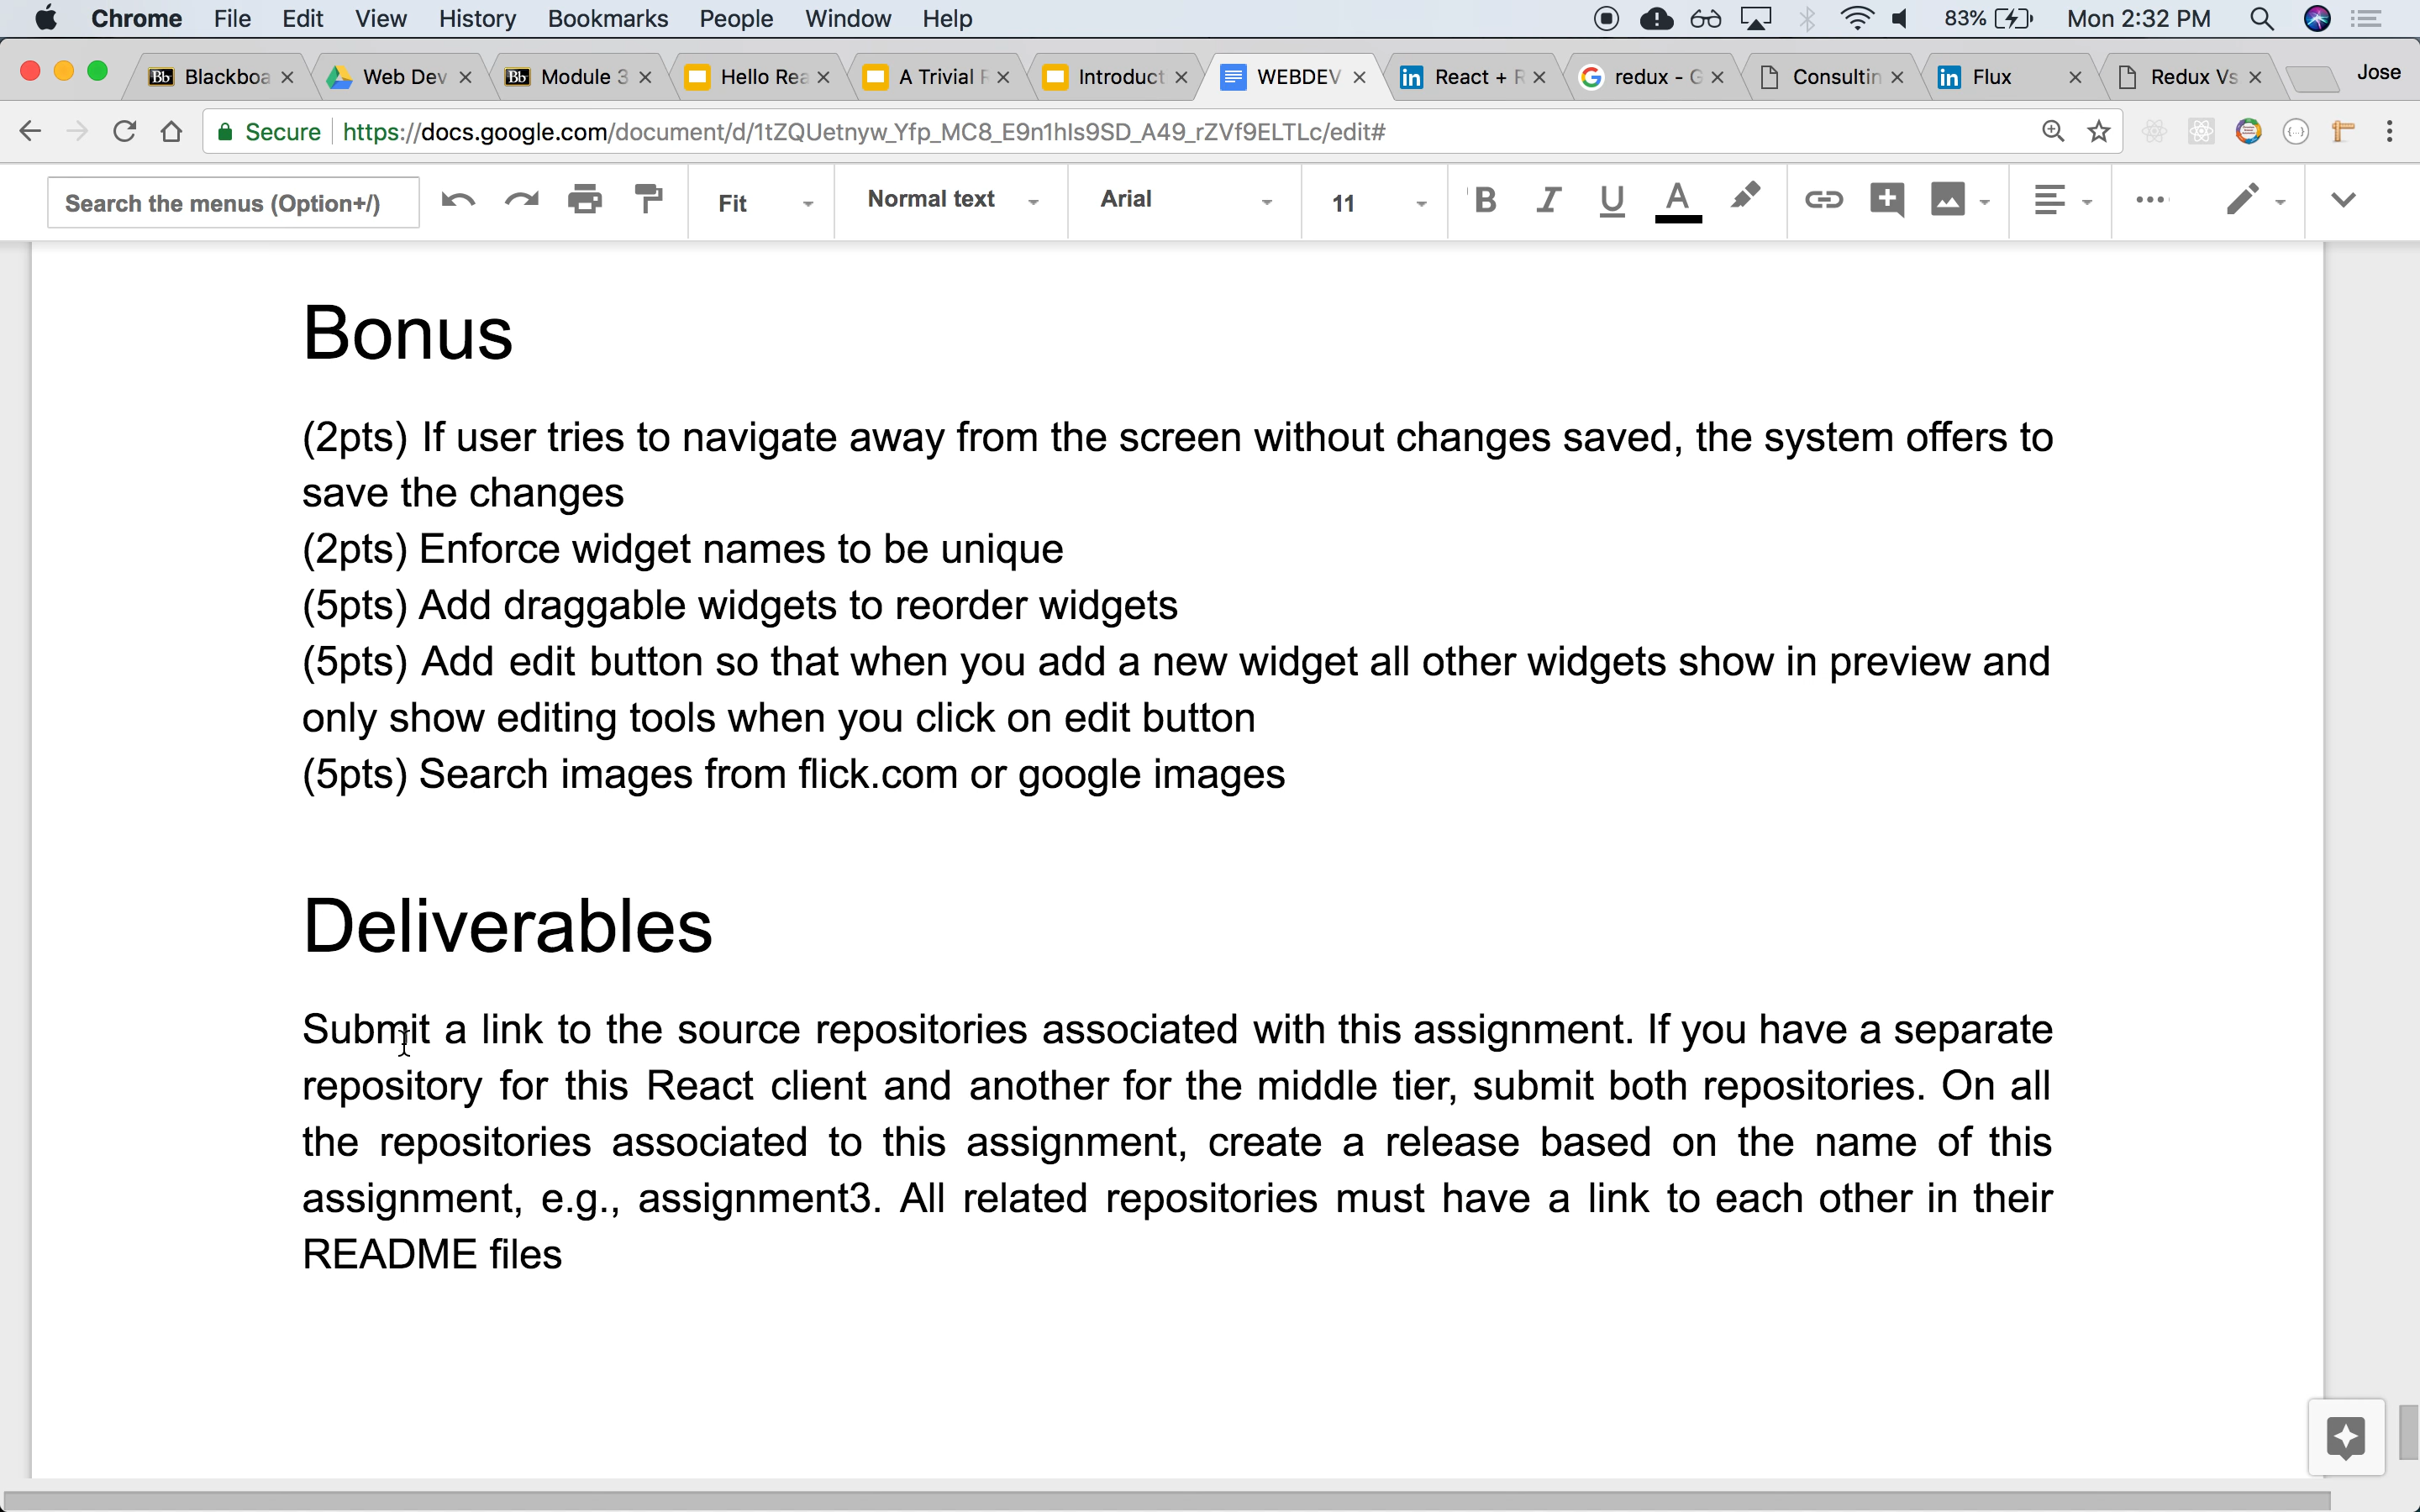 Chrome File Edit View History Bookmarks People Window Help 83% Mon 2:32 PM
Blackboa Web Dev Module 3 Hello Rea A Trivial Introduct WEBDEV React + redux - G Consultin Flux Redux Vs Jose
Secure https://docs.google.com/document/d/1tZQUetnyw_Yfp_MC8_E9n1hls9SD_A49_rZVf9ELTLc/edit#
Search the menus (Option+/) Fit Normal text Arial 11 B I U A
Bonus
(2pts) If user tries to navigate away from the screen without changes saved, the system offers to
save the changes
(2pts) Enforce widget names to be unique
(5pts) Add draggable widgets to reorder widgets
(5pts) Add edit button so that when you add a new widget all other widgets show in preview and
only show editing tools when you click on edit button
(5pts) Search images from flick.com or google images
Deliverables
Submit a link to the source repositories associated with this assignment. If you have a separate
repository for this React client and another for the middle tier, submit both repositories. On all
the repositories associated to this assignment, create a release based on the name of this
assignment, e.g., assignment3. All related repositories must have a link to each other in their
README files